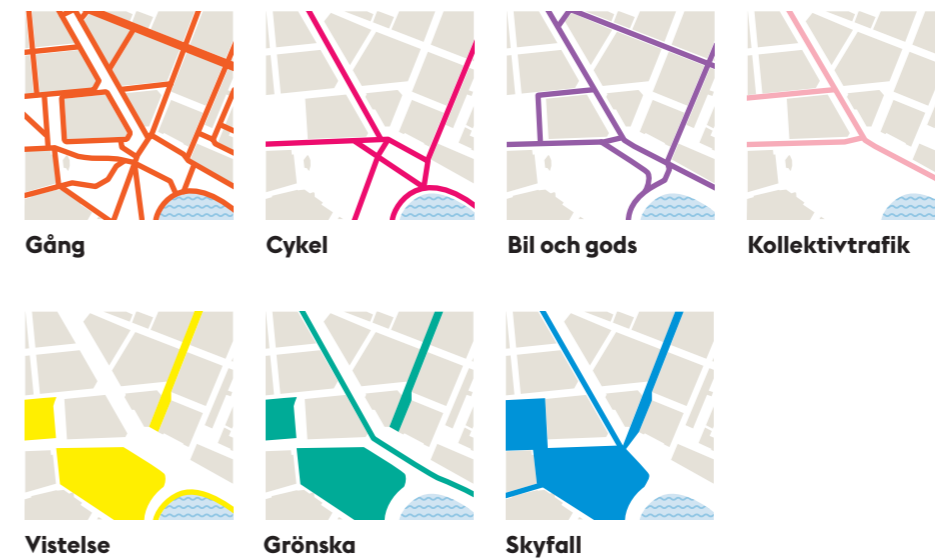 Gång
Cykel
Bil och gods
Kollektivtrafik
Vistelse
Grönska
Skyfall